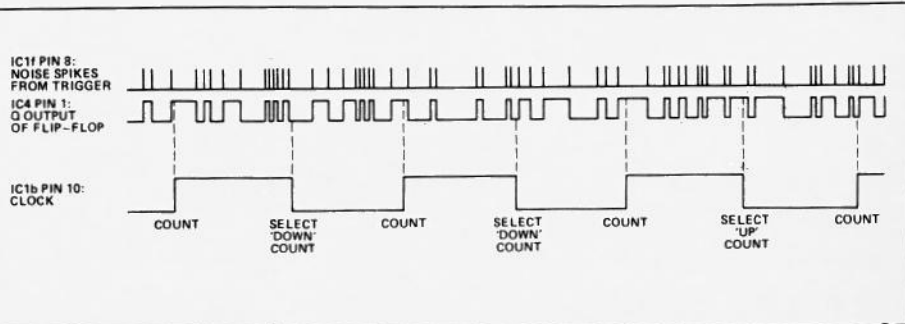 IC1f PIN 8:
NOISE SPIKES
FROM TRIGGER
IC4 PIN 1:
Q OUTPUT
OF FLIP-FLOP
IC1b PIN 10:
CLOCK
COUNT
SELECT
'DOWN'
COUNT
COUNT
SELECT
'DOWN'
COUNT
COUNT
SELECT
'UP'
COUNT
COUNT